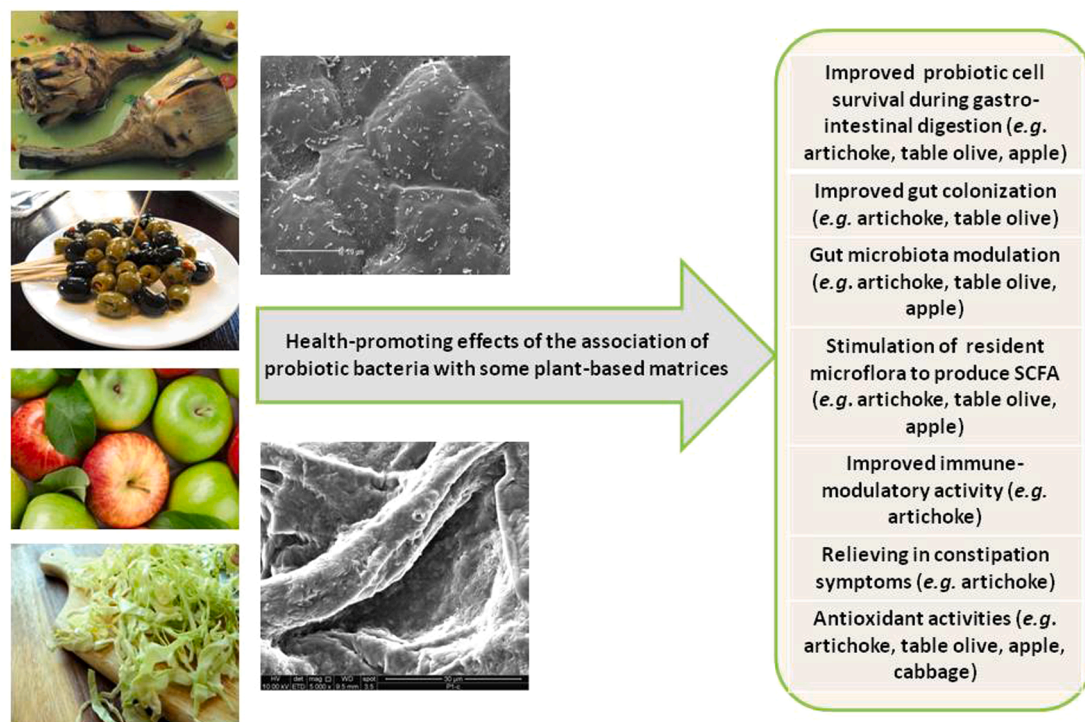 Improved probiotic cell
survival during gastro-
intestinal digestion (e.g.
artichoke, table olive, apple)
Improved gut colonization
(e.g. artichoke, table olive)
Gut microbiota modulation
(e.g. artichoke, table olive,
apple)
Health-promoting effects of the association of
probiotic bacteria with some plant-based matrices
Stimulation of resident
microflora to produce SCFA
(e.g. artichoke, table olive,
apple)
Improved immune-
modulatory activity (e.g.
artichoke)
Relieving in constipation
symptoms (e.g. artichoke)
Antioxidant activities (e.g.
artichoke, table olive, apple,
cabbage)
HV det mag WD spot 30 µm
10.00 kV ETD 5 000 x 9.5 mm 3.5 P1-c